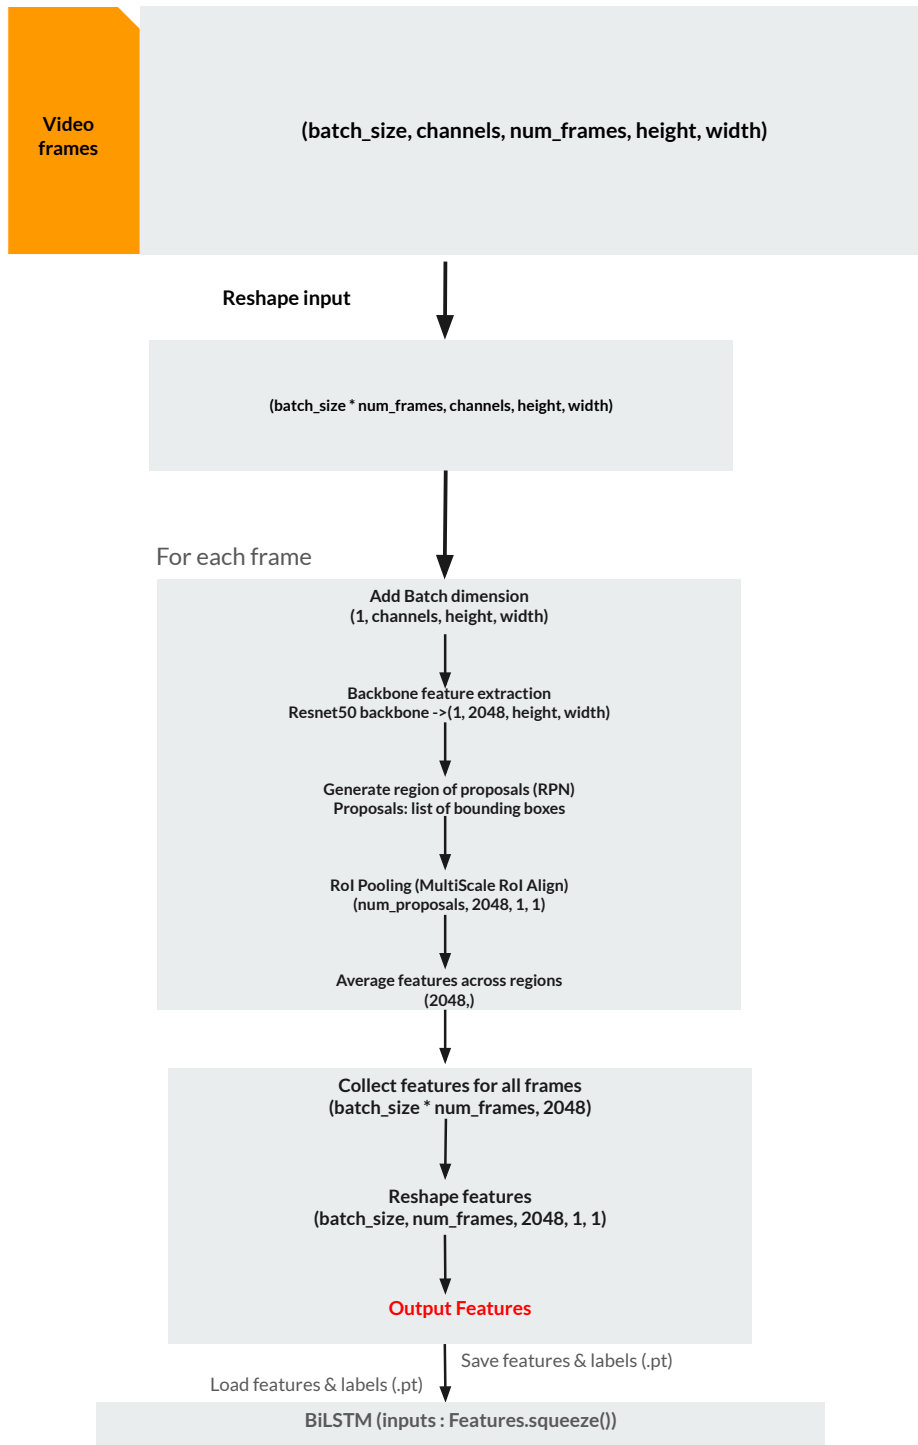 Video
frames
(batch_size, channels, num_frames, height, width)
Reshape input
(batch_size * num_frames, channels, height, width)
For each frame
Add Batch dimension
(1, channels, height, width)
Backbone feature extraction
Resnet50 backbone ->(1, 2048, height, width)
Generate region of proposals (RPN)
Proposals: list of bounding boxes
RoI Pooling (MultiScale RoI Align)
(num_proposals, 2048, 1, 1)
Average features across regions
(2048,)
Collect features for all frames
(batch_size * num_frames, 2048)
Reshape features
(batch_size, num_frames, 2048, 1, 1)
Output Features
Save features & labels (.pt)
Load features & labels (.pt)
BiLSTM (inputs : Features.squeeze())